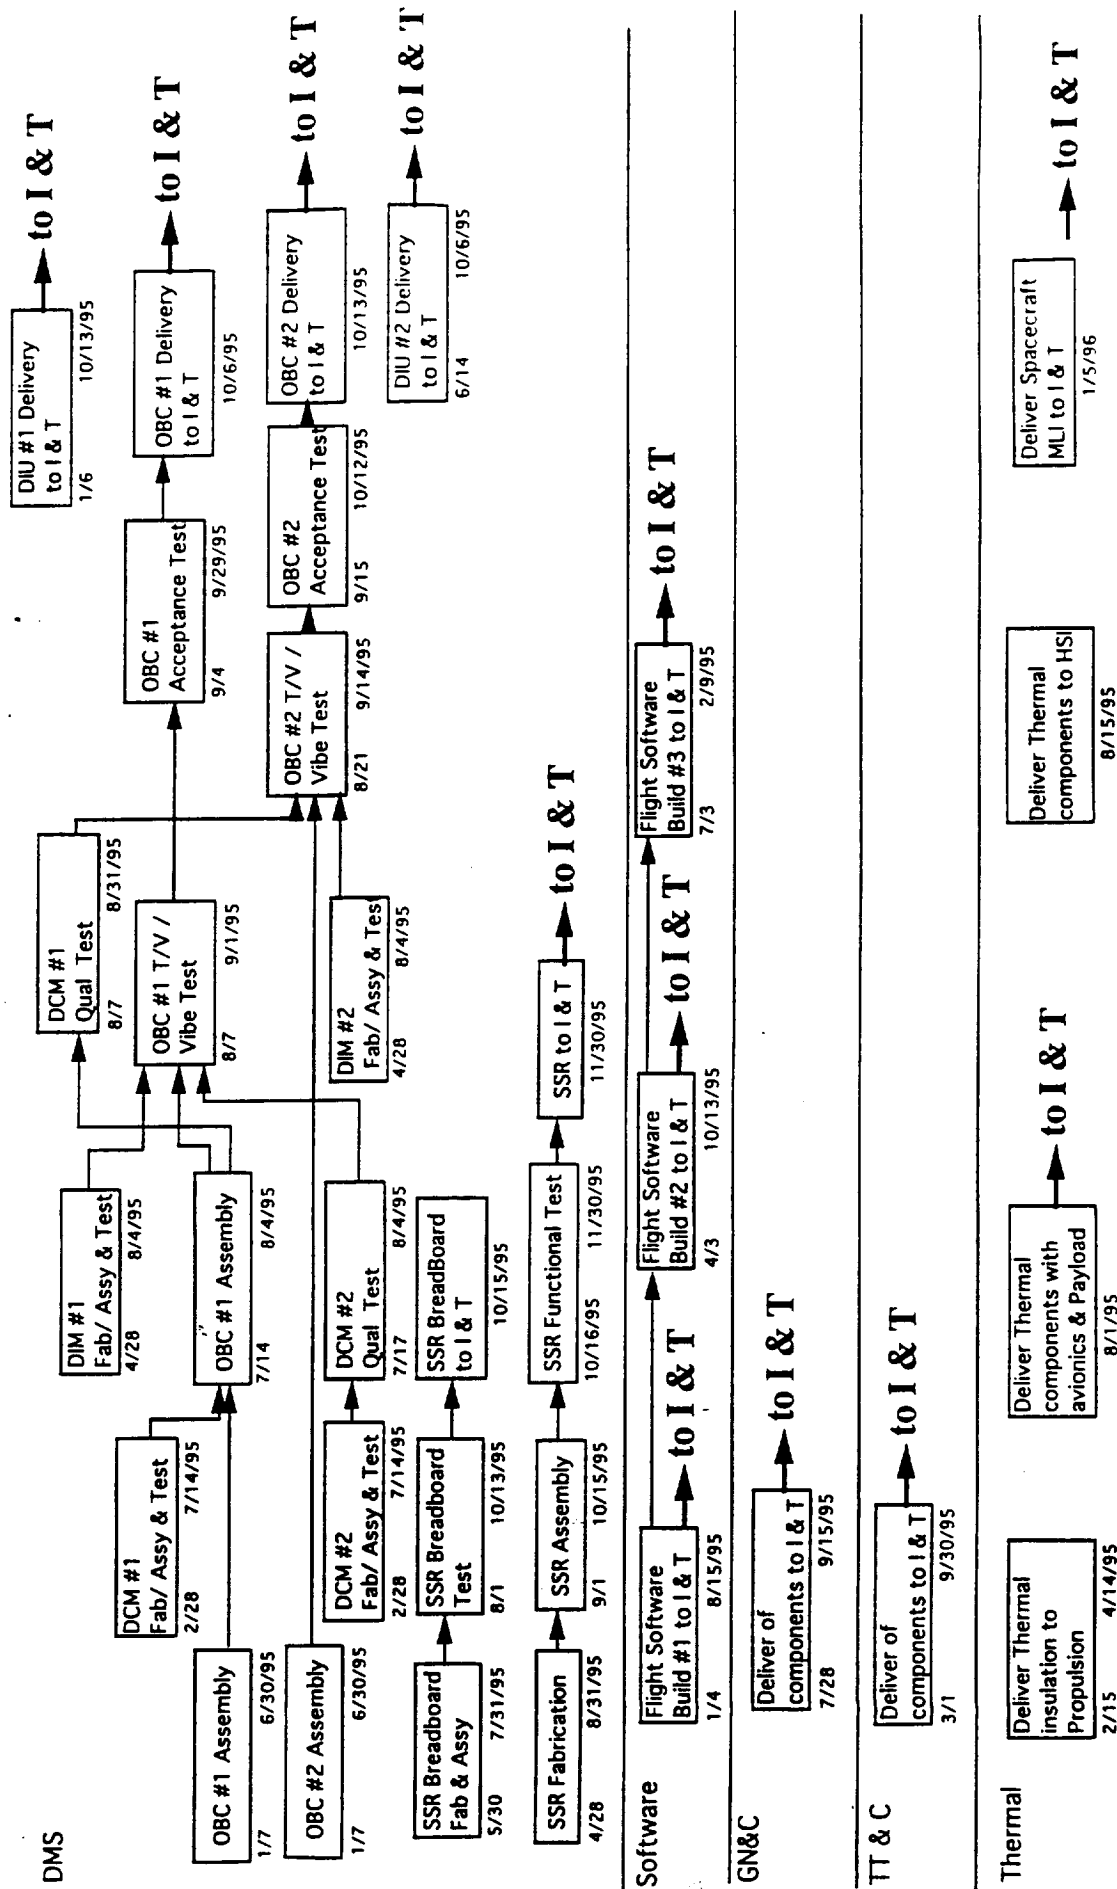 DMS
DIU #1 Delivery
to I & T
1/6
10/13/95
to I & T
DCM #1
Fab/ Assy & Test
2/28
7/14/95
DIM #1
Fab/ Assy & Test
4/28
8/4/95
DCM #1
Qual Test
8/7
8/31/95
OBC #1 Assembly
1/7
6/30/95
OBC #1 Assembly
7/14
8/4/95
OBC #1 T/V /
Vibe Test
8/7
9/1/95
OBC #1
Acceptance Test
9/4
9/29/95
OBC #1 Delivery
to I & T
10/6/95
to I & T
OBC #2 Assembly
1/7
6/30/95
OBC #2 T/V /
Vibe Test
8/21
9/14/95
OBC #2
Acceptance Test
9/15
10/12/95
OBC #2 Delivery
to I & T
10/13/95
to I & T
DCM #2
Fab/ Assy & Test
2/28
7/14/95
DCM #2
Qual Test
7/17
8/4/95
DIM #2
Fab/ Assy & Test
4/28
8/4/95
DIU #2 Delivery
to I & T
6/14
10/6/95
to I & T
SSR Breadboard
Fab & Assy
5/30
7/31/95
SSR Breadboard
Test
8/1
10/13/95
SSR BreadBoard
to I & T
10/15/95
SSR Fabrication
4/28
8/31/95
SSR Assembly
9/1
10/15/95
SSR Functional Test
10/16/95
11/30/95
SSR to I & T
11/30/95
to I & T
Software
Flight Software
Build #1 to I & T
1/4
8/15/95
to I & T
Flight Software
Build #2 to I & T
4/3
10/13/95
to I & T
Flight Software
Build #3 to I & T
7/3
2/9/95
to I & T
GN&C
Deliver of
components to I & T
7/28
9/15/95
to I & T
TT & C
Deliver of
components to I & T
3/1
9/30/95
to I & T
Thermal
Deliver Thermal
insulation to
Propulsion
2/15
4/14/95
Deliver Thermal
components with
avionics & Payload
8/1/95
to I & T
Deliver Thermal
components to HSI
8/15/95
Deliver Spacecraft
MLI to I & T
1/5/96
to I & T